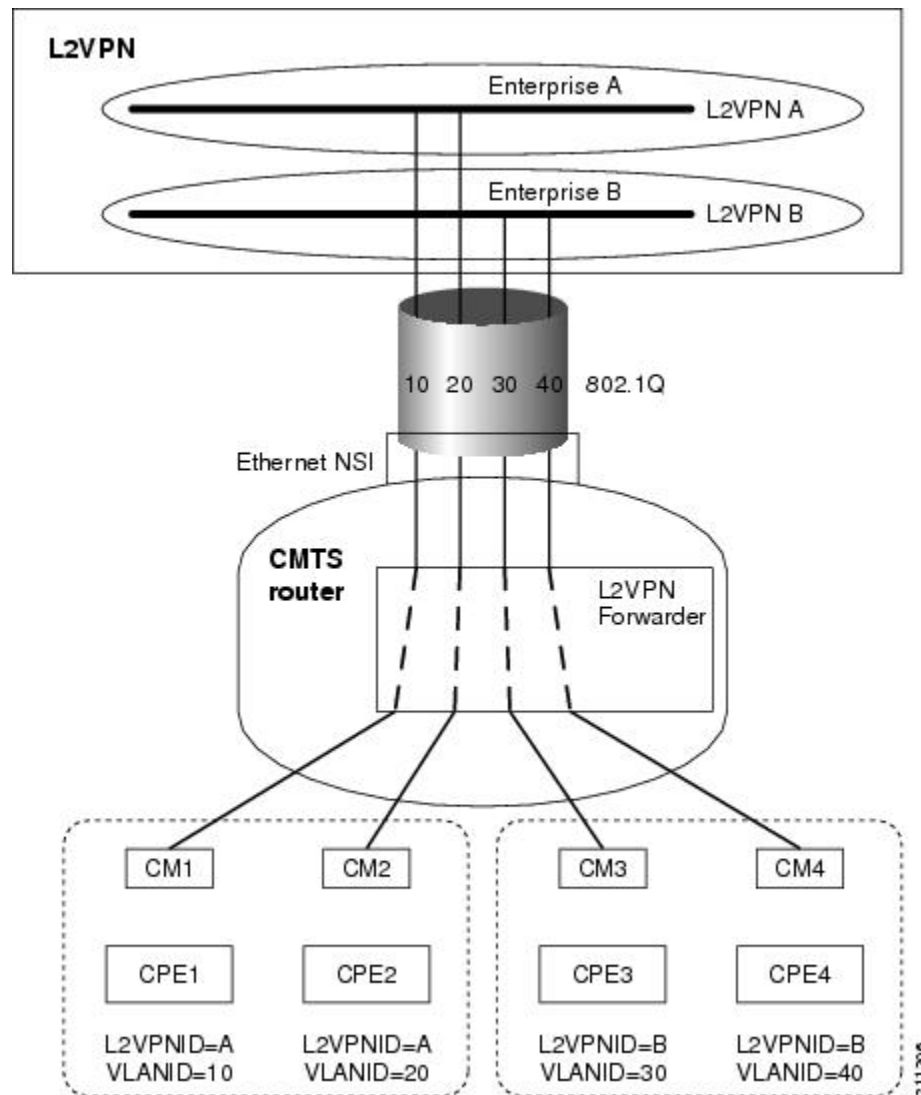 L2VPN
Enterprise A
L2VPN A
Enterprise B
L2VPN B
10 20 30 40 802.1Q
Ethernet NSI
CMTS
router
L2VPN
Forwarder
CM1 CM2 CM3 CM4
CPE1 CPE2 CPE3 CPE4
L2VPNID=A L2VPNID=A L2VPNID=B L2VPNID=B
VLANID=10 VLANID=20 VLANID=30 VLANID=40